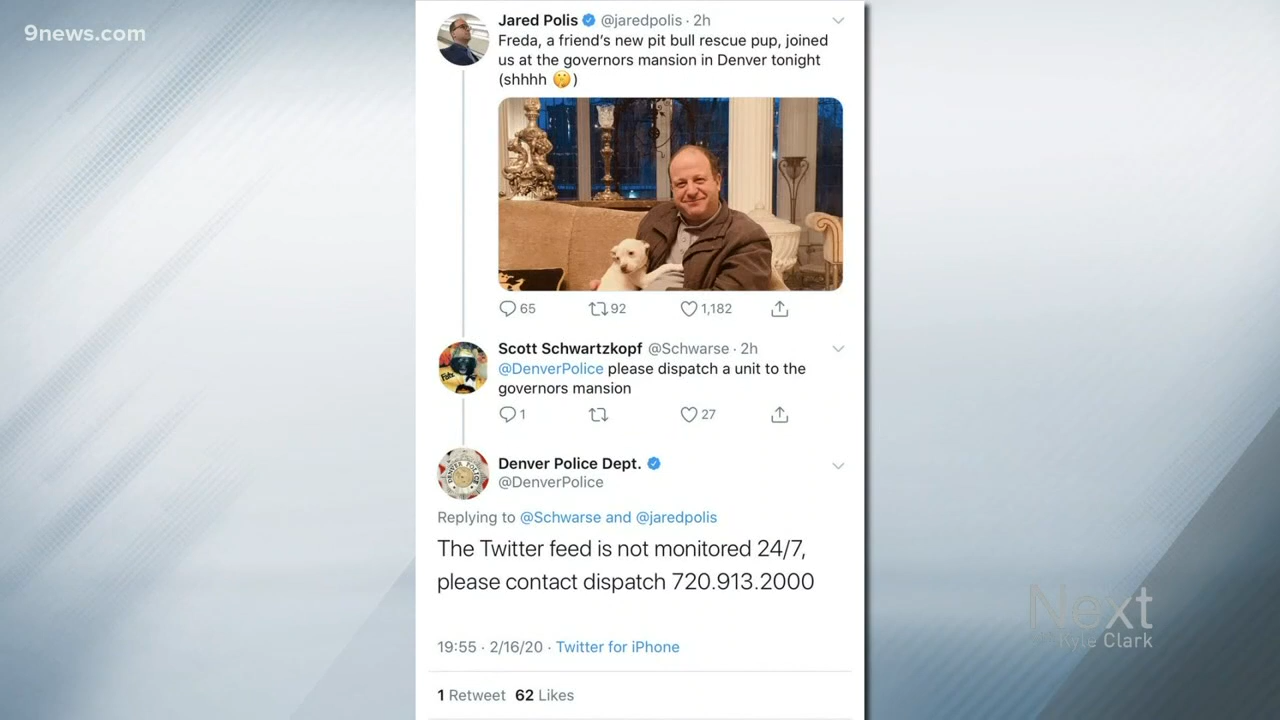 9news.com
Jared Polis @jaredpolis · 2h
Freda, a friend's new pit bull rescue pup, joined
us at the governors mansion in Denver tonight
(shhhh 🤫)
65 92 1,182
Scott Schwartzkopf @Schwarse · 2h
@DenverPolice please dispatch a unit to the
governors mansion
1 27
Denver Police Dept.
@DenverPolice
Replying to @Schwarse and @jaredpolis
The Twitter feed is not monitored 24/7,
please contact dispatch 720.913.2000
19:55 · 2/16/20 · Twitter for iPhone
1 Retweet 62 Likes
Next
Kyle Clark